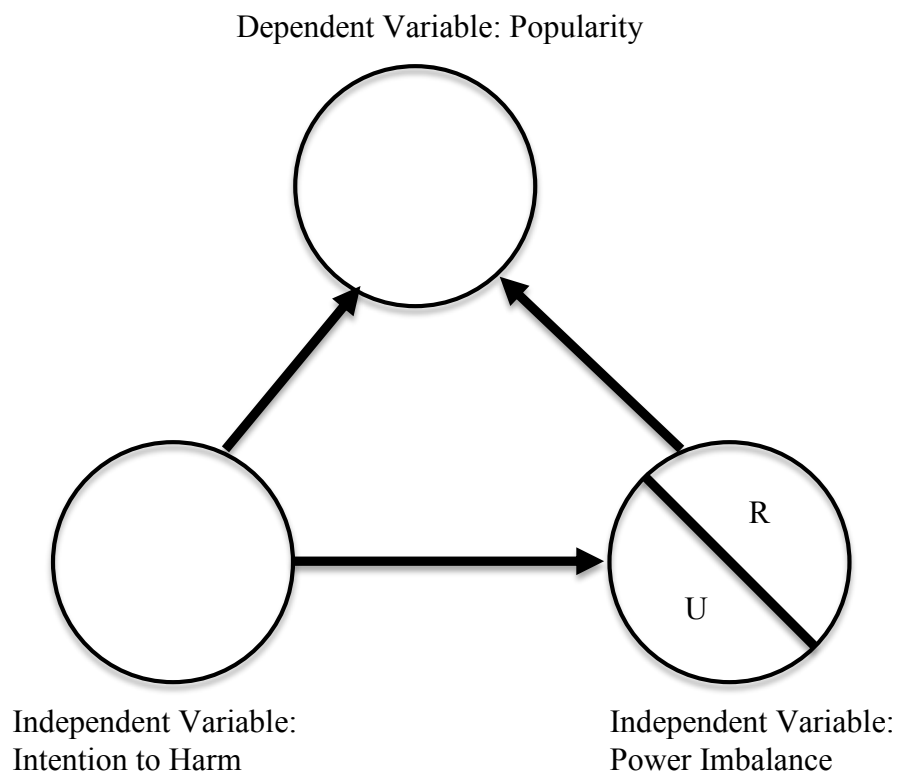 Dependent Variable: Popularity
R
U
Independent Variable:
Intention to Harm
Independent Variable:
Power Imbalance